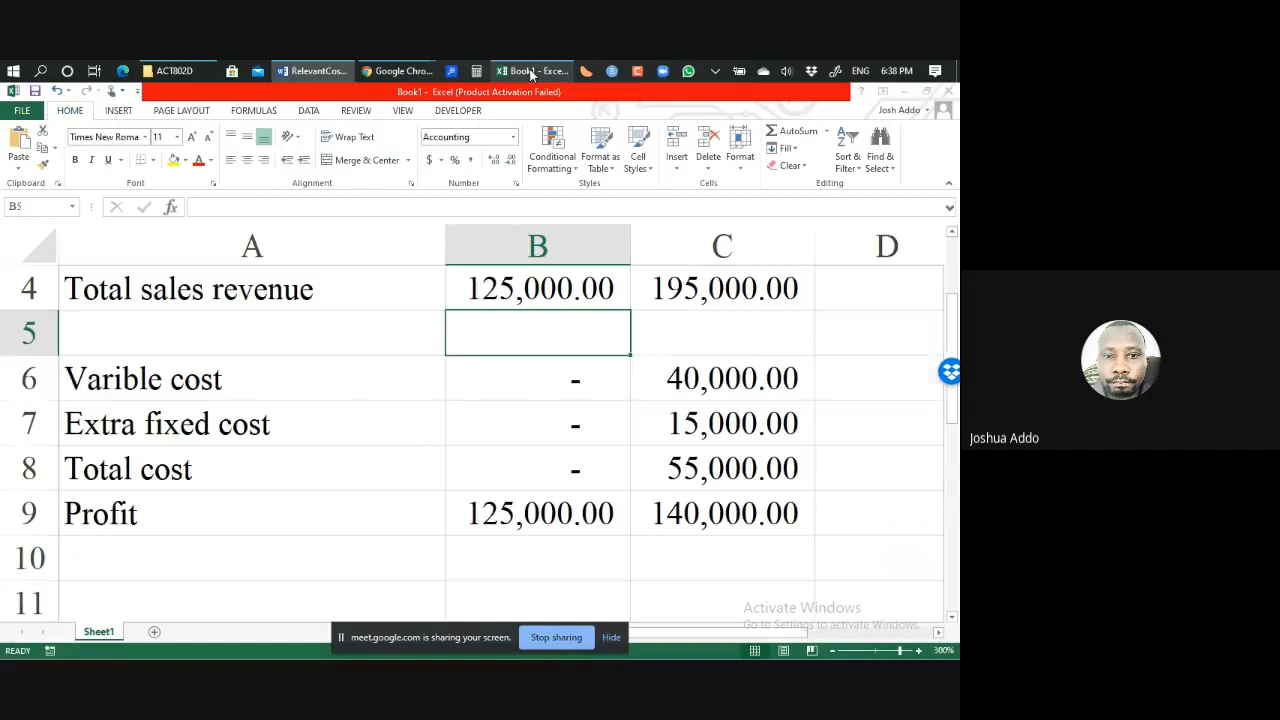 ACT802D
RelevantCos...
Google Chro...
Book1 - Exce...
ENG
6:38 PM
Book1 - Excel (Product Activation Failed)
FILE
HOME
INSERT
PAGE LAYOUT
FORMULAS
DATA
REVIEW
VIEW
DEVELOPER
Josh Addo
Paste
Times New Roma
11
B I U
Wrap Text
Merge & Center
Accounting
Conditional Formatting
Format as Table
Cell Styles
Insert
Delete
Format
AutoSum
Fill
Clear
Sort & Filter
Find & Select
Clipboard
Font
Alignment
Number
Styles
Cells
Editing
B5
fx
A B C D
4 Total sales revenue 125,000.00 195,000.00
5
6 Varible cost - 40,000.00
7 Extra fixed cost - 15,000.00
8 Total cost - 55,000.00
9 Profit 125,000.00 140,000.00
10
11
Activate Windows
Go to Settings to activate Windows.
Sheet1
meet.google.com is sharing your screen.
Stop sharing
Hide
READY
300%
Joshua Addo